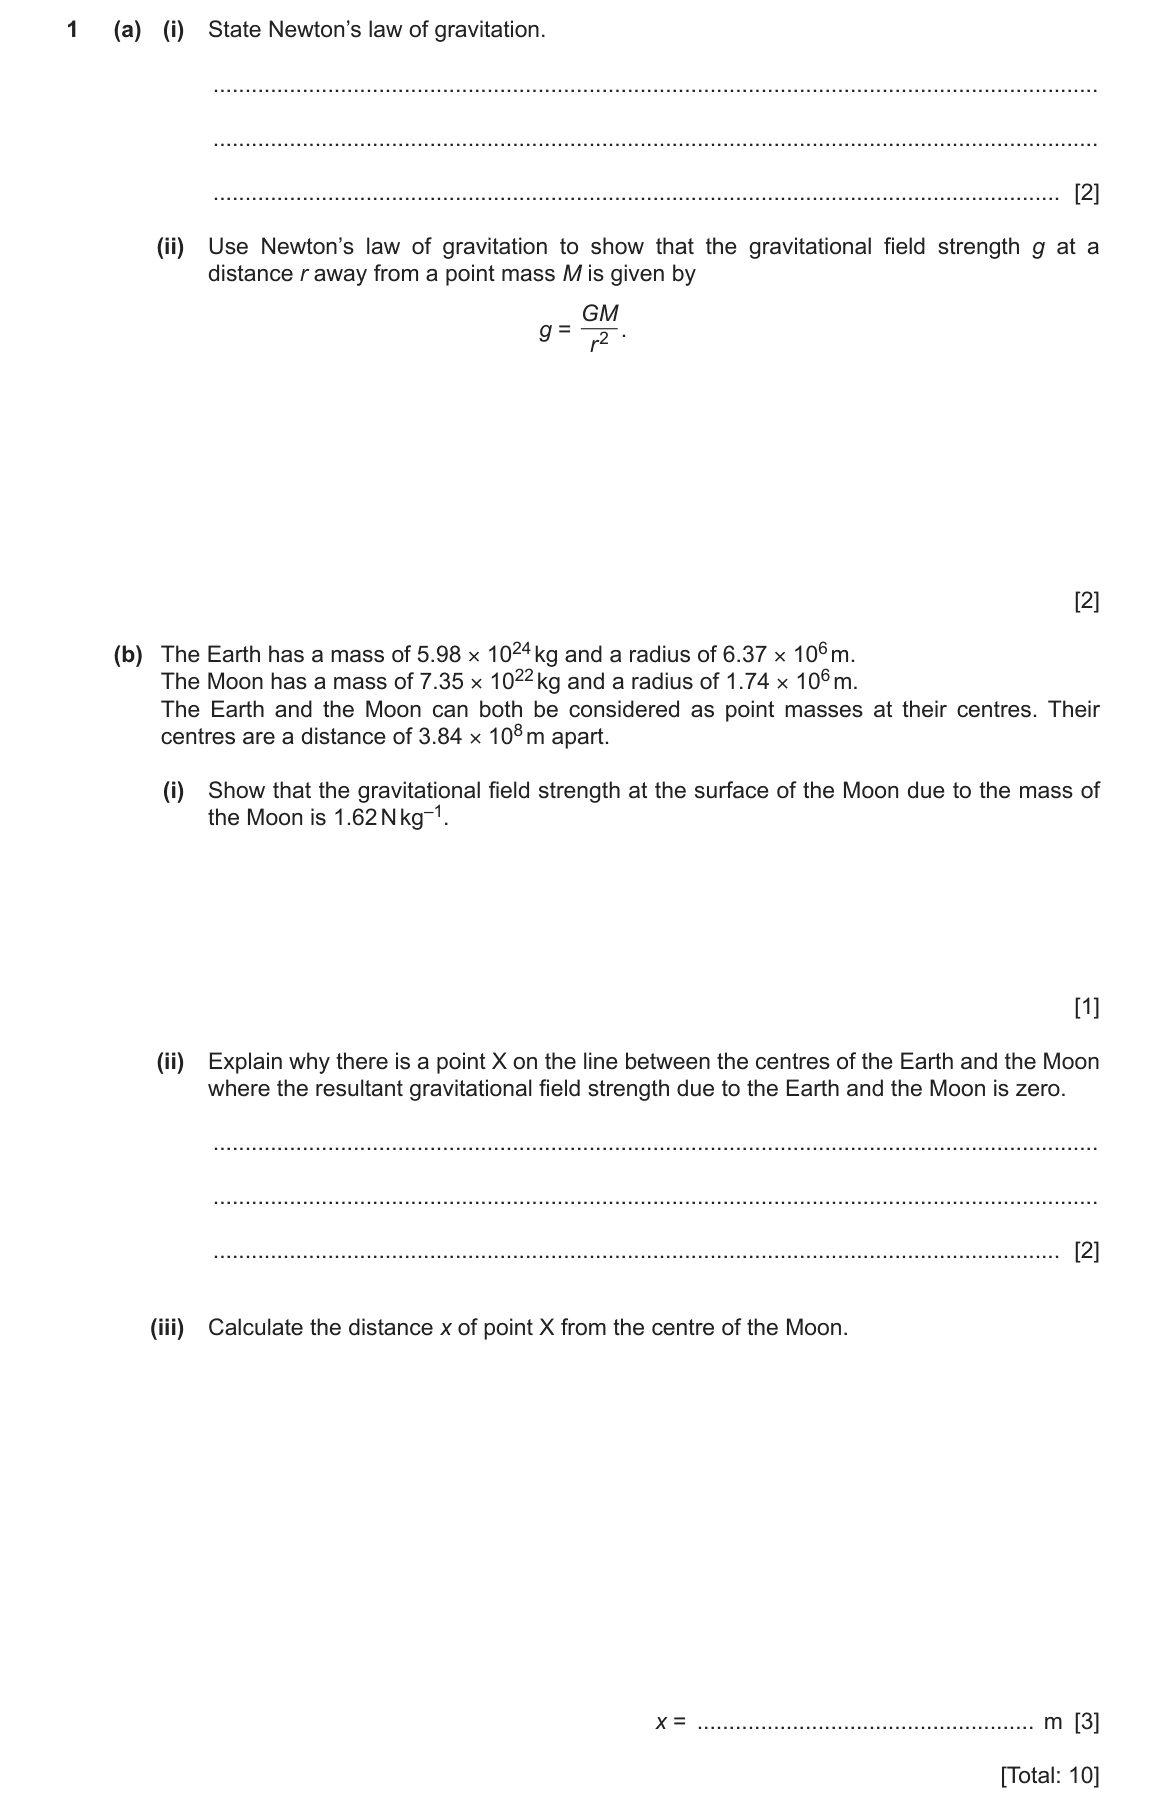 1 (a) (i) State Newton’s law of gravitation.
..........................................................................................................................................
..........................................................................................................................................
.................................................................................................................................... [2]
(ii) Use Newton’s law of gravitation to show that the gravitational field strength g at a
distance r away from a point mass M is given by
g = GM/r².
[2]
(b) The Earth has a mass of 5.98 × 10²⁴ kg and a radius of 6.37 × 10⁶ m.
The Moon has a mass of 7.35 × 10²² kg and a radius of 1.74 × 10⁶ m.
The Earth and the Moon can both be considered as point masses at their centres. Their
centres are a distance of 3.84 × 10⁸ m apart.
(i) Show that the gravitational field strength at the surface of the Moon due to the mass of
the Moon is 1.62 N kg⁻¹.
[1]
(ii) Explain why there is a point X on the line between the centres of the Earth and the Moon
where the resultant gravitational field strength due to the Earth and the Moon is zero.
..........................................................................................................................................
..........................................................................................................................................
.................................................................................................................................... [2]
(iii) Calculate the distance x of point X from the centre of the Moon.
x = ..................................................... m [3]
[Total: 10]